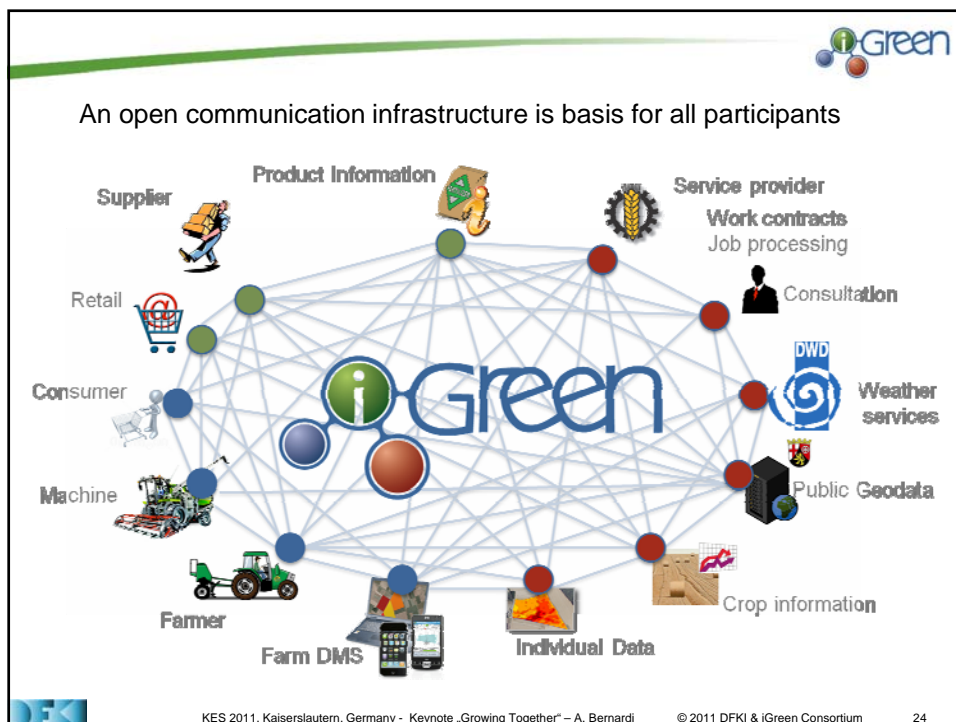 iGreen
An open communication infrastructure is basis for all participants
Product Information
Supplier
Service provider
Work contracts
Job processing
Retail
@
Consultation
DWD
Consumer
iGreen
Weather
services
Machine
Public Geodata
Farmer
Crop information
Farm DMS
Individual Data
DFKI
KES 2011, Kaiserslautern, Germany - Keynote „Growing Together“ – A. Bernardi
© 2011 DFKI & iGreen Consortium
24